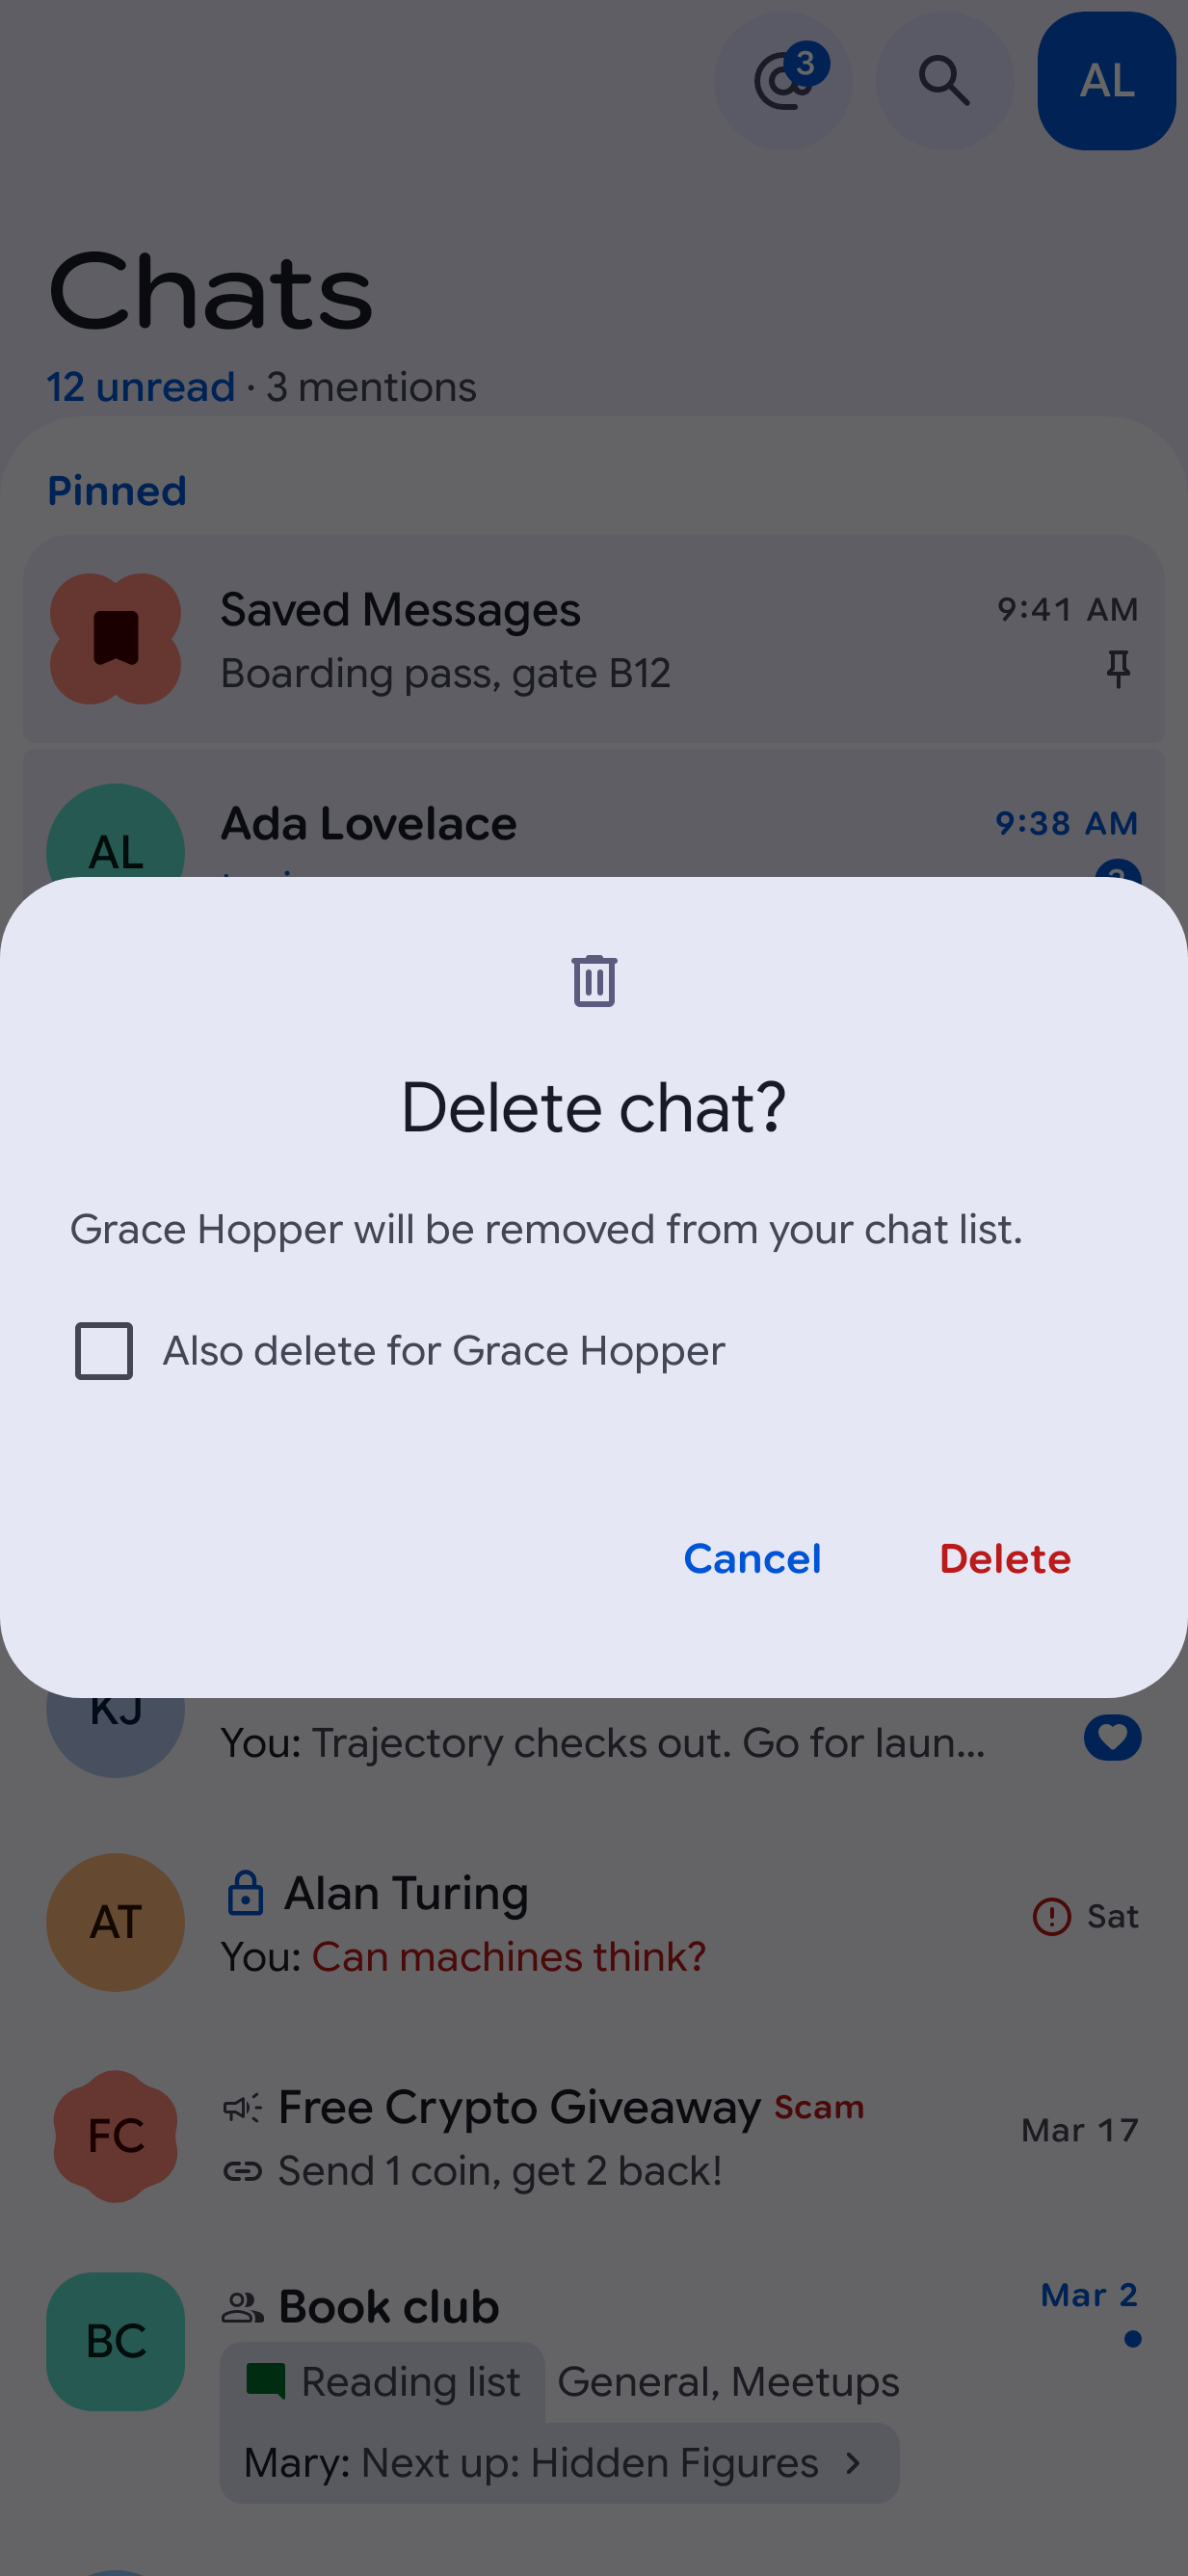 3
AL
Chats
12 unread · 3 mentions
Pinned
Saved Messages
9:41 AM
Boarding pass, gate B12
AL
Ada Lovelace
9:38 AM
Delete chat?
Grace Hopper will be removed from your chat list.
Also delete for Grace Hopper
Cancel
Delete
KJ
You: Trajectory checks out. Go for laun...
AT
Alan Turing
Sat
You: Can machines think?
FC
Free Crypto Giveaway Scam
Mar 17
Send 1 coin, get 2 back!
BC
Book club
Mar 2
Reading list General, Meetups
Mary: Next up: Hidden Figures